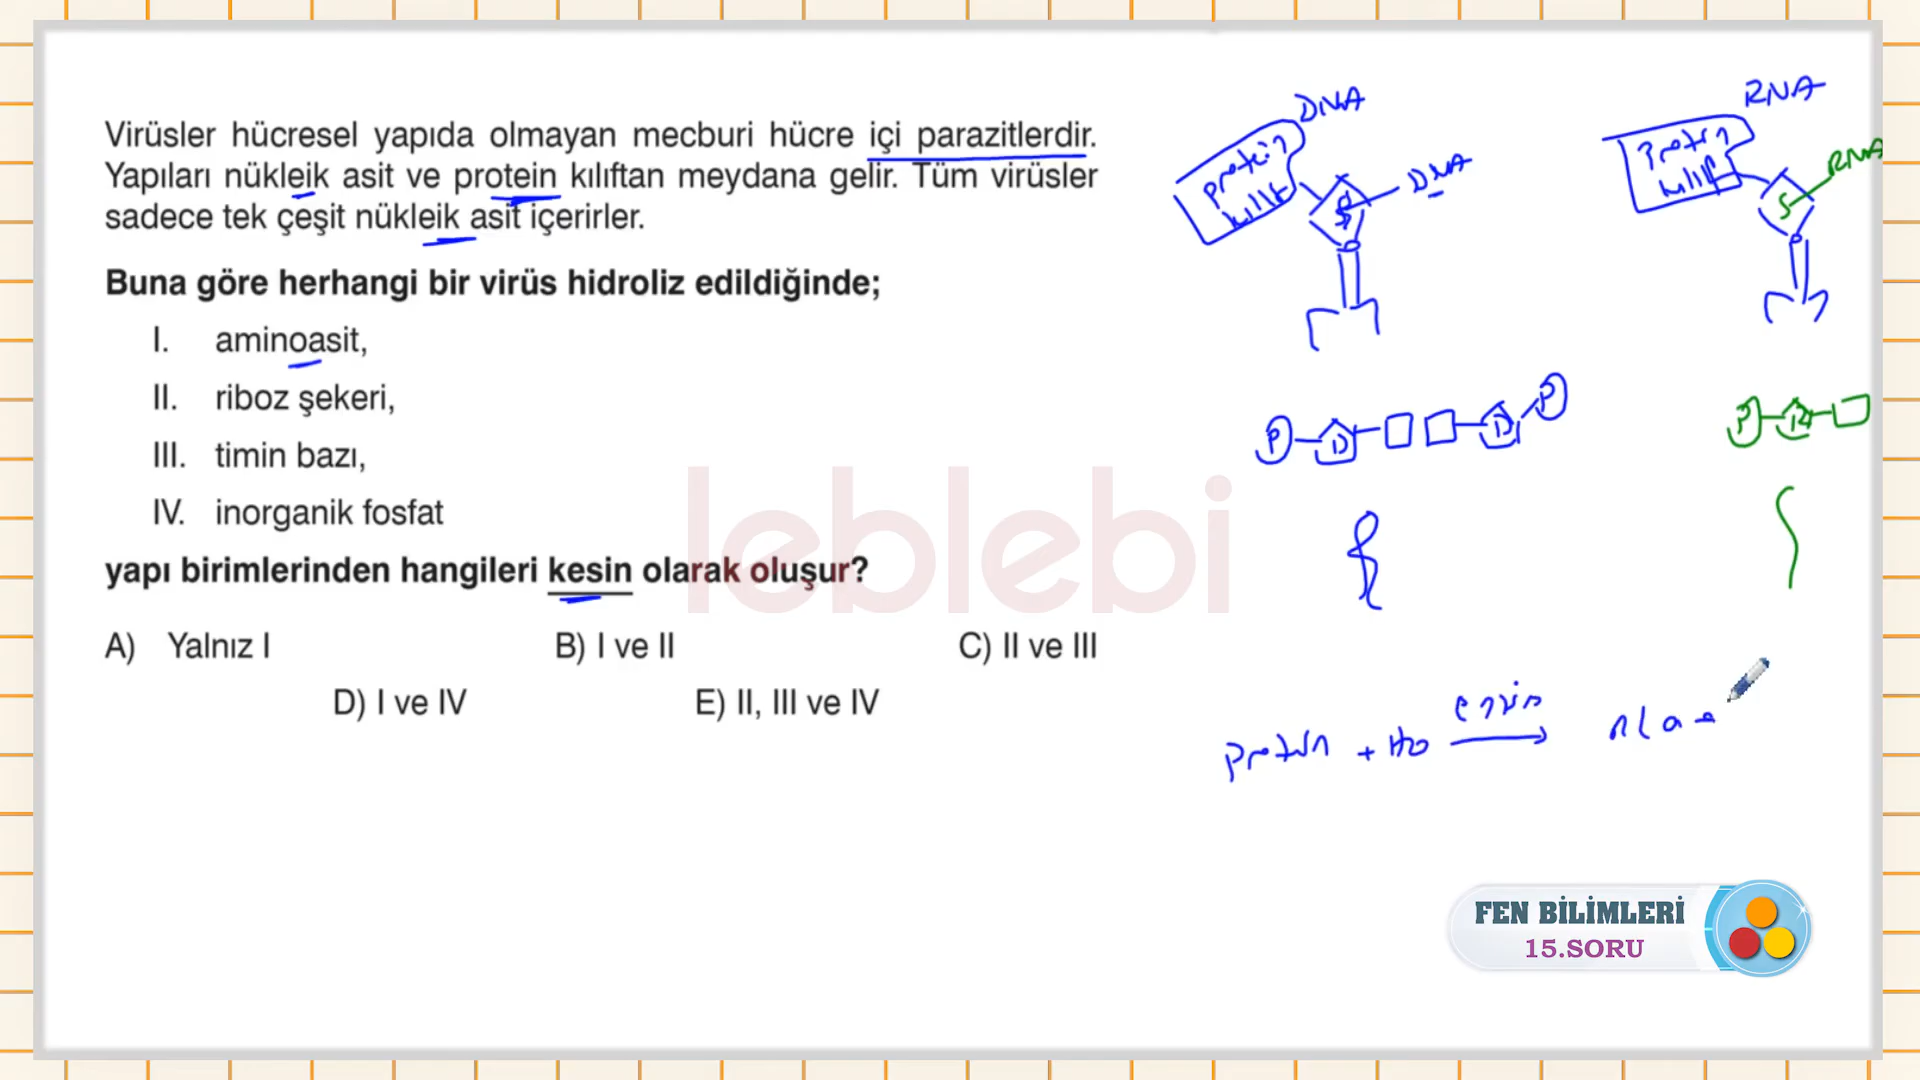 Virüsler hücresel yapıda olmayan mecburi hücre içi parazitlerdir.
Yapıları nükleik asit ve protein kılıftan meydana gelir. Tüm virüsler
sadece tek çeşit nükleik asit içerirler.
Buna göre herhangi bir virüs hidroliz edildiğinde;
I. aminoasit,
II. riboz şekeri,
III. timin bazı,
IV. inorganik fosfat
yapı birimlerinden hangileri kesin olarak oluşur?
A) Yalnız I B) I ve II C) II ve III
D) I ve IV E) II, III ve IV
leblebi
DNA
protein
kılıf
DNA
RNA
protein
kılıf
RNA
P D D P
P R
protein + H2O
enzim
FEN BİLİMLERİ
15.SORU